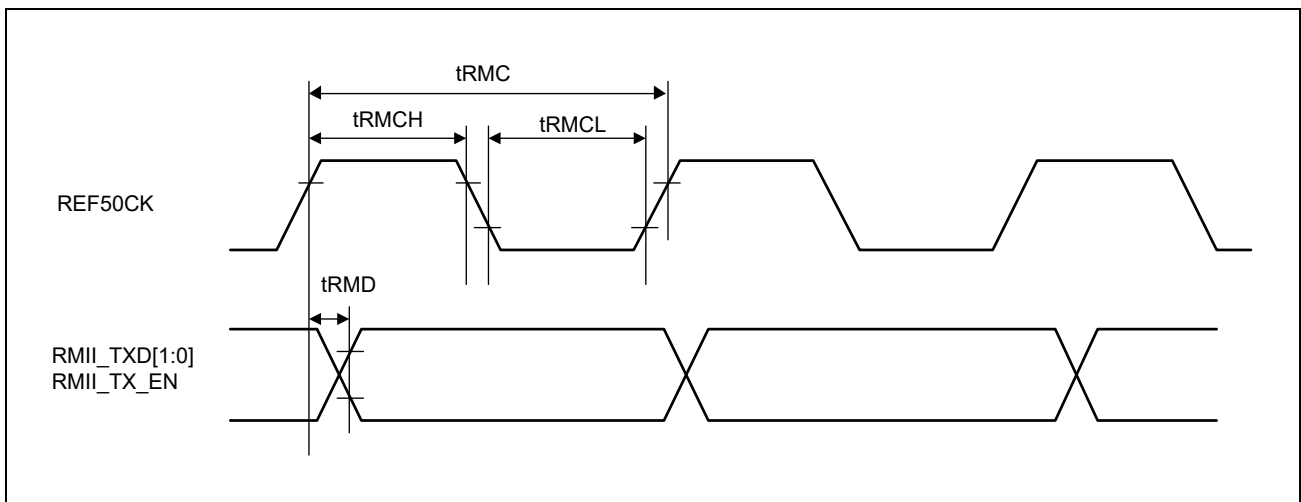 tRMC
tRMCH
tRMCL
REF50CK
tRMD
RMII_TXD[1:0]
RMII_TX_EN